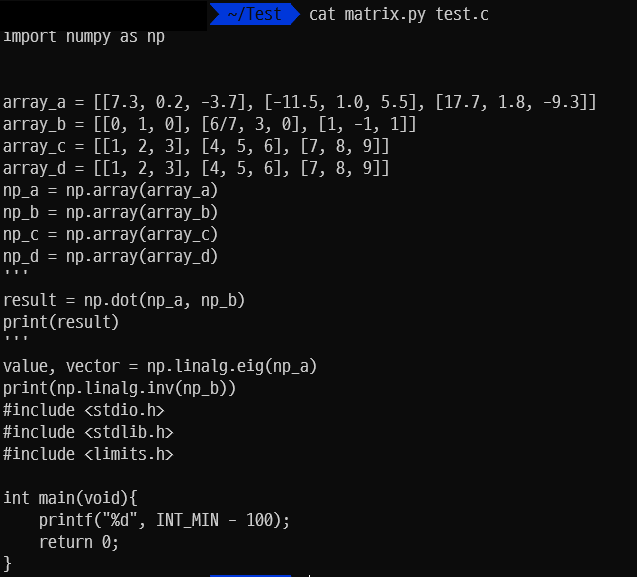 ~/Test cat matrix.py test.c
import numpy as np
array_a = [[7.3, 0.2, -3.7], [-11.5, 1.0, 5.5], [17.7, 1.8, -9.3]]
array_b = [[0, 1, 0], [6/7, 3, 0], [1, -1, 1]]
array_c = [[1, 2, 3], [4, 5, 6], [7, 8, 9]]
array_d = [[1, 2, 3], [4, 5, 6], [7, 8, 9]]
np_a = np.array(array_a)
np_b = np.array(array_b)
np_c = np.array(array_c)
np_d = np.array(array_d)
'''
result = np.dot(np_a, np_b)
print(result)
'''
value, vector = np.linalg.eig(np_a)
print(np.linalg.inv(np_b))
#include <stdio.h>
#include <stdlib.h>
#include <limits.h>
int main(void){
    printf("%d", INT_MIN - 100);
    return 0;
}